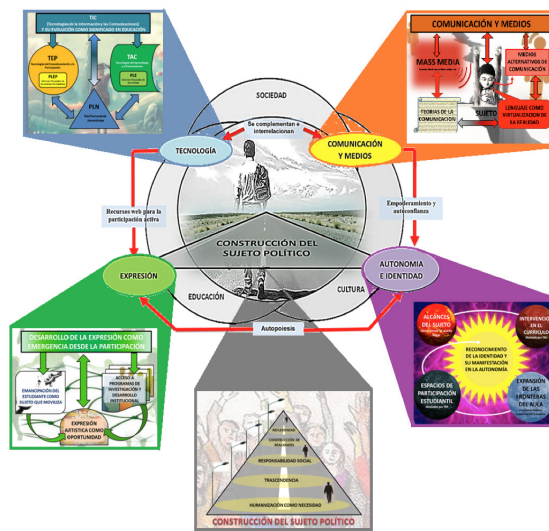 TIC
(Tecnologías de la Información y las Comunicaciones)
Y SU EVOLUCIÓN COMO SIGNIFICADO EN EDUCACIÓN
TEP
PLEP
TAC
PLE
PLN
COMUNICACIÓN Y MEDIOS
MASS MEDIA
MEDIOS
ALTERNATIVOS DE
COMUNICACIÓN
TEORÍAS DE LA
COMUNICACIÓN
SUJETO
LENGUAJE COMO
VIRTUALIZACION DE
LA REALIDAD
SOCIEDAD
Se complementan e
interrelacionan
TECNOLOGÍA
COMUNICACIÓN
Y MEDIOS
Recursos web para la
participación activa
Empoderamiento y
autoconfianza
CONSTRUCCIÓN DEL
SUJETO POLÍTICO
EXPRESIÓN
AUTONOMIA
E IDENTIDAD
EDUCACIÓN
CULTURA
Autopoiesis
DESARROLLO DE LA EXPRESIÓN COMO
EMERGENCIA DESDE LA PARTICIPACIÓN
EMANCIPACIÓN DEL
ESTUDIANTE COMO
SUJETO QUE MOVILIZA
ACCESO A
PROGRAMAS DE
INVESTIGACIÓN Y
DESARROLLO
INSTITUCIONAL
EXPRESIÓN
ARTISTICA COMO
OPORTUNIDAD
ALCANCES
DEL SUJETO
INTERVENCIÓN
EN EL
CURRÍCULO
RECONOCIMIENTO
DE LA IDENTIDAD Y
SU MANIFESTACIÓN
EN LA AUTONOMÍA
ESPACIOS DE
PARTICIPACIÓN
ESTUDIANTIL
EXPANSIÓN
DE LAS
FRONTERAS
DEL AULA
REFLEXIVIDAD
CONSTRUCCIÓN DE
REALIDADES
RESPONSABILIDAD SOCIAL
TRASCENDENCIA
HUMANIZACIÓN COMO NECESIDAD
CONSTRUCCIÓN DEL SUJETO POLÍTICO